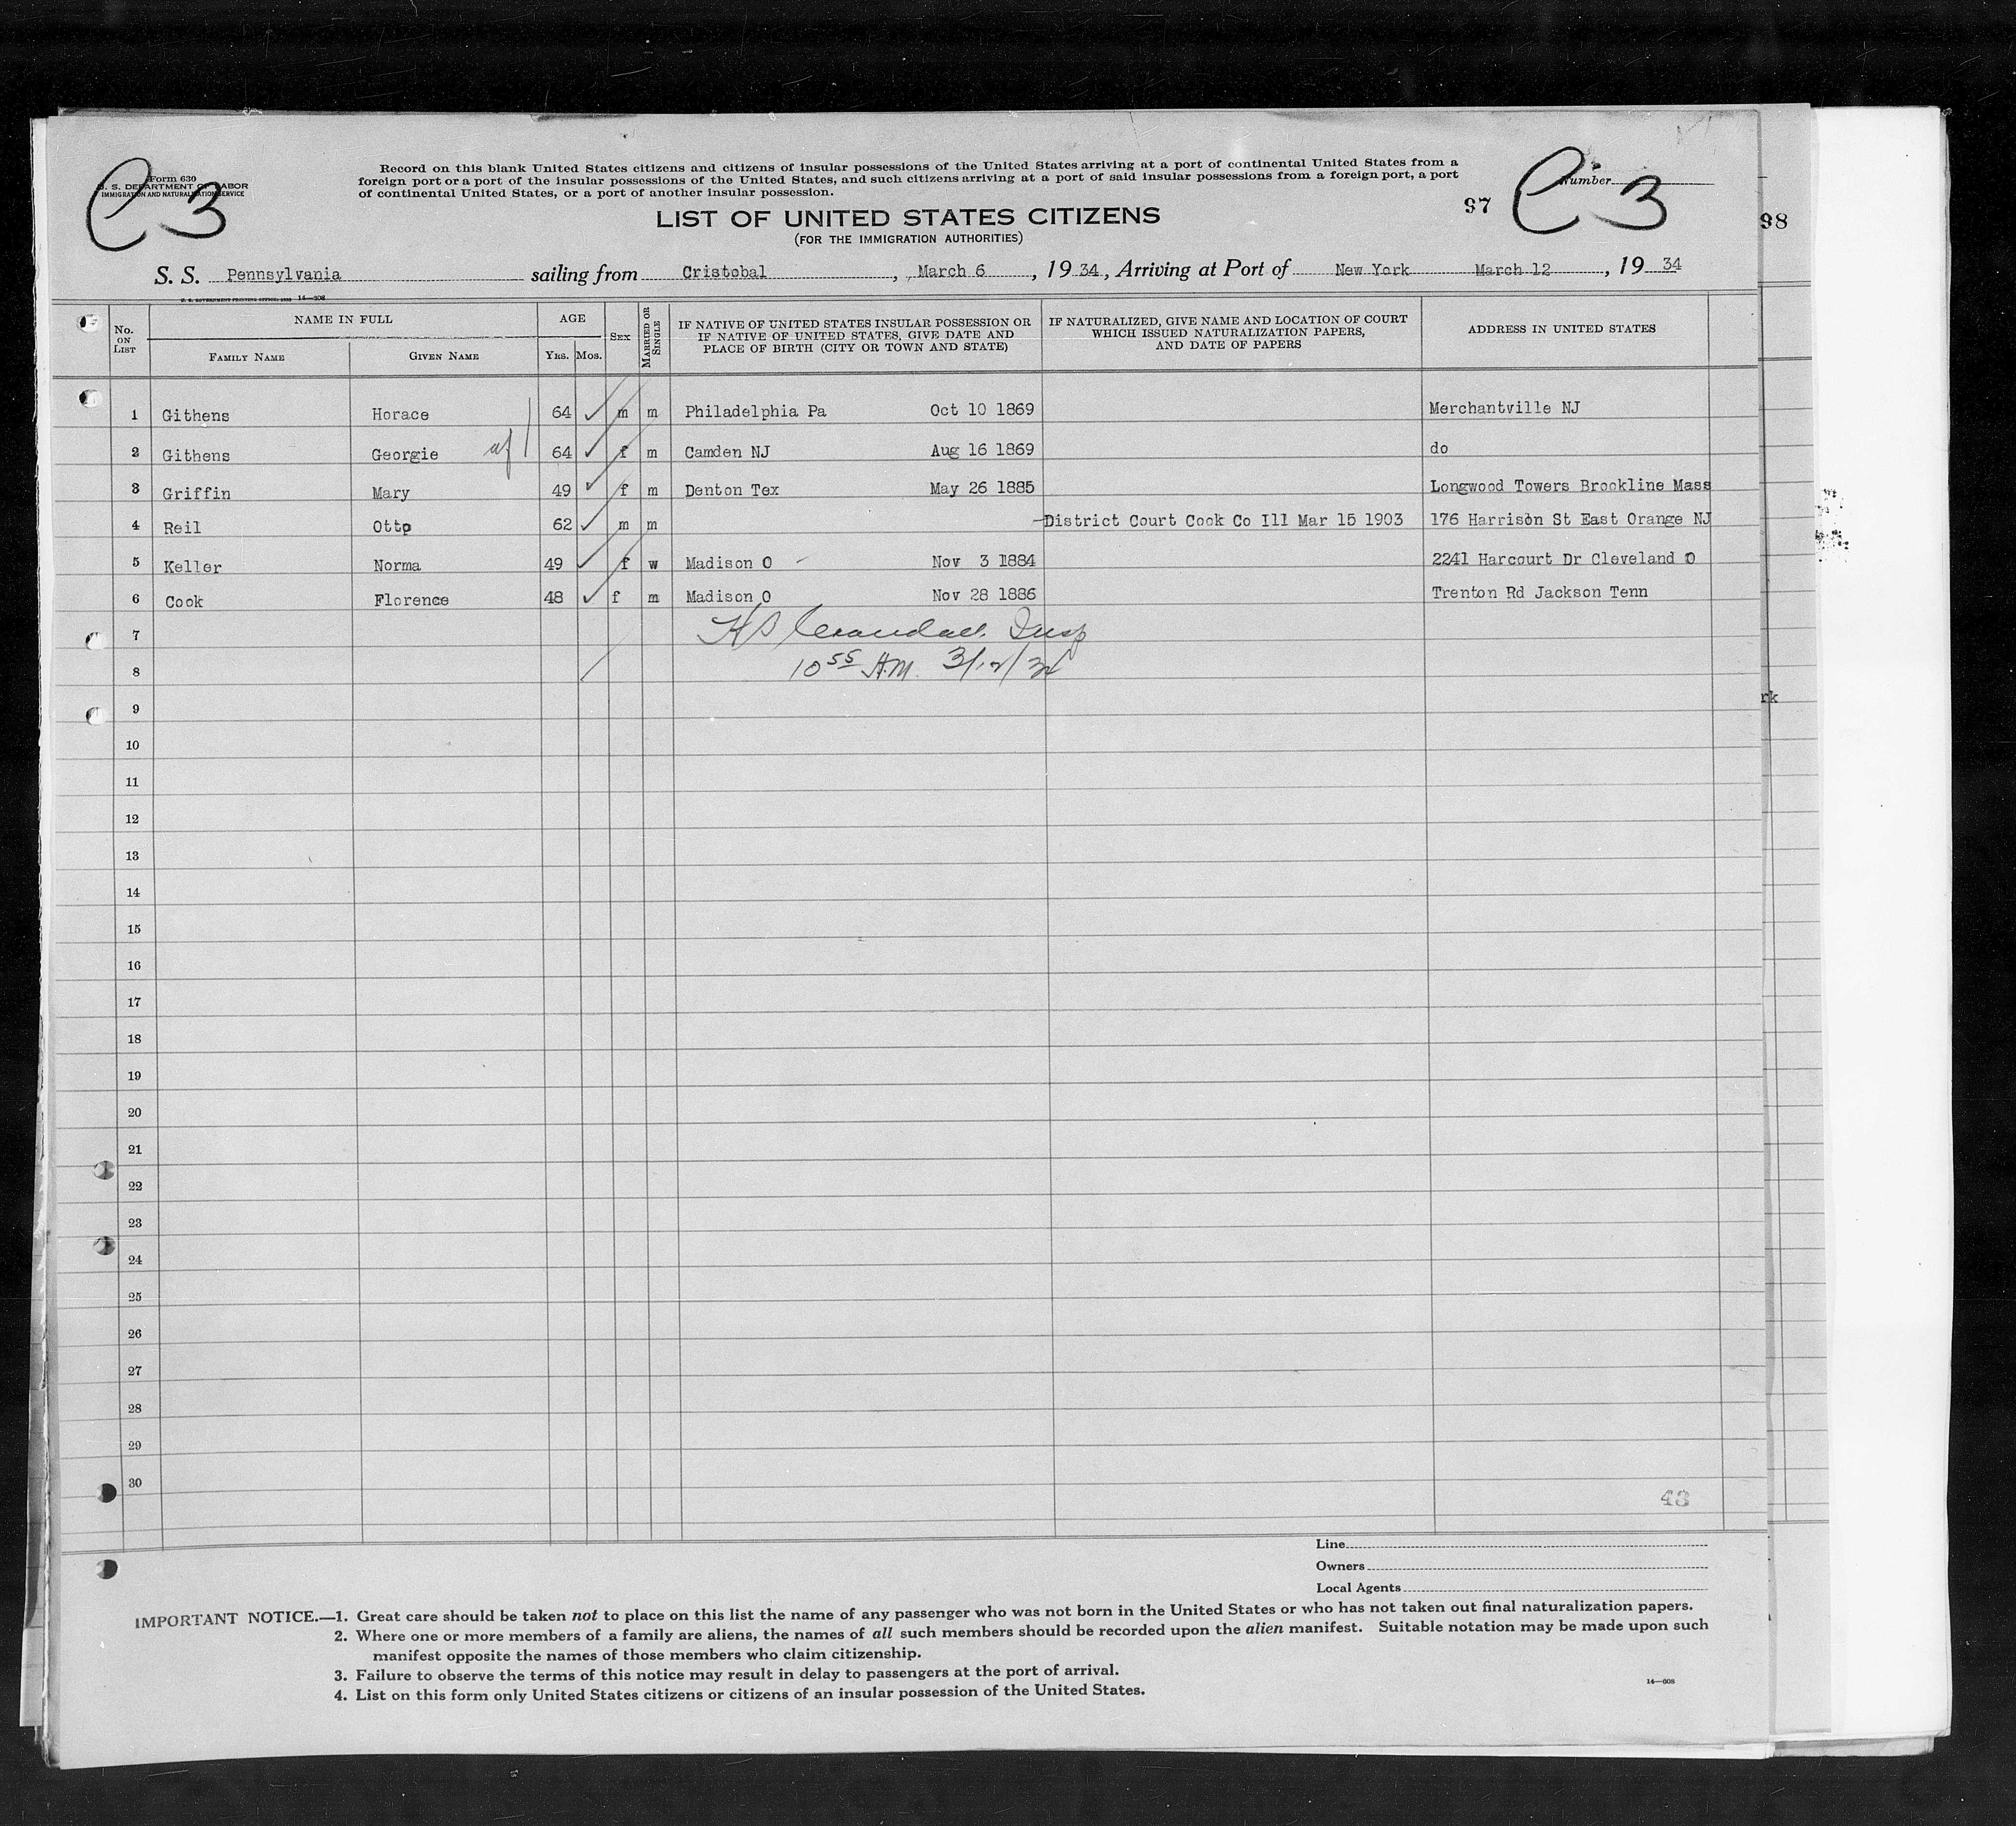 Form 630
U. S. DEPARTMENT OF LABOR
IMMIGRATION AND NATURALIZATION SERVICE
C 3
Record on this blank United States citizens and citizens of insular possessions of the United States arriving at a port of continental United States from a
foreign port or a port of the insular possessions of the United States, and such citizens arriving at a port of said insular possessions from a foreign port, a port
of continental United States, or a port of another insular possession.
Number
97
C 3
98
LIST OF UNITED STATES CITIZENS
(FOR THE IMMIGRATION AUTHORITIES)
S. S. Pennsylvania sailing from Cristobal, March 6, 1934, Arriving at Port of New York March 12, 1934
14—608
No. ON LIST NAME IN FULL AGE SEX MARRIED OR SINGLE IF NATIVE OF UNITED STATES INSULAR POSSESSION OR IF NATIVE OF UNITED STATES, GIVE DATE AND PLACE OF BIRTH (CITY OR TOWN AND STATE) IF NATURALIZED, GIVE NAME AND LOCATION OF COURT WHICH ISSUED NATURALIZATION PAPERS, AND DATE OF PAPERS ADDRESS IN UNITED STATES
FAMILY NAME GIVEN NAME YRS. MOS.
1 Githens Horace 64 m m Philadelphia Pa Oct 10 1869 Merchantville NJ
2 Githens Georgie 64 f m Camden NJ Aug 16 1869 do
3 Griffin Mary 49 f m Denton Tex May 26 1885 Longwood Towers Brookline Mass
4 Reil Otto 62 m m District Court Cook Co Ill Mar 15 1903 176 Harrison St East Orange NJ
5 Keller Norma 49 f w Madison O Nov 3 1884 2241 Harcourt Dr Cleveland O
6 Cook Florence 48 f m Madison O Nov 28 1886 Trenton Rd Jackson Tenn
7 Insp
8 10 55 A.M. 3/12/34
9
rk
10
11
12
13
14
15
16
17
18
19
20
21
22
23
24
25
26
27
28
29
30
43
Line
Owners
Local Agents
IMPORTANT NOTICE.—1. Great care should be taken not to place on this list the name of any passenger who was not born in the United States or who has not taken out final naturalization papers.
2. Where one or more members of a family are aliens, the names of all such members should be recorded upon the alien manifest. Suitable notation may be made upon such
manifest opposite the names of those members who claim citizenship.
3. Failure to observe the terms of this notice may result in delay to passengers at the port of arrival.
4. List on this form only United States citizens or citizens of an insular possession of the United States.
14—608